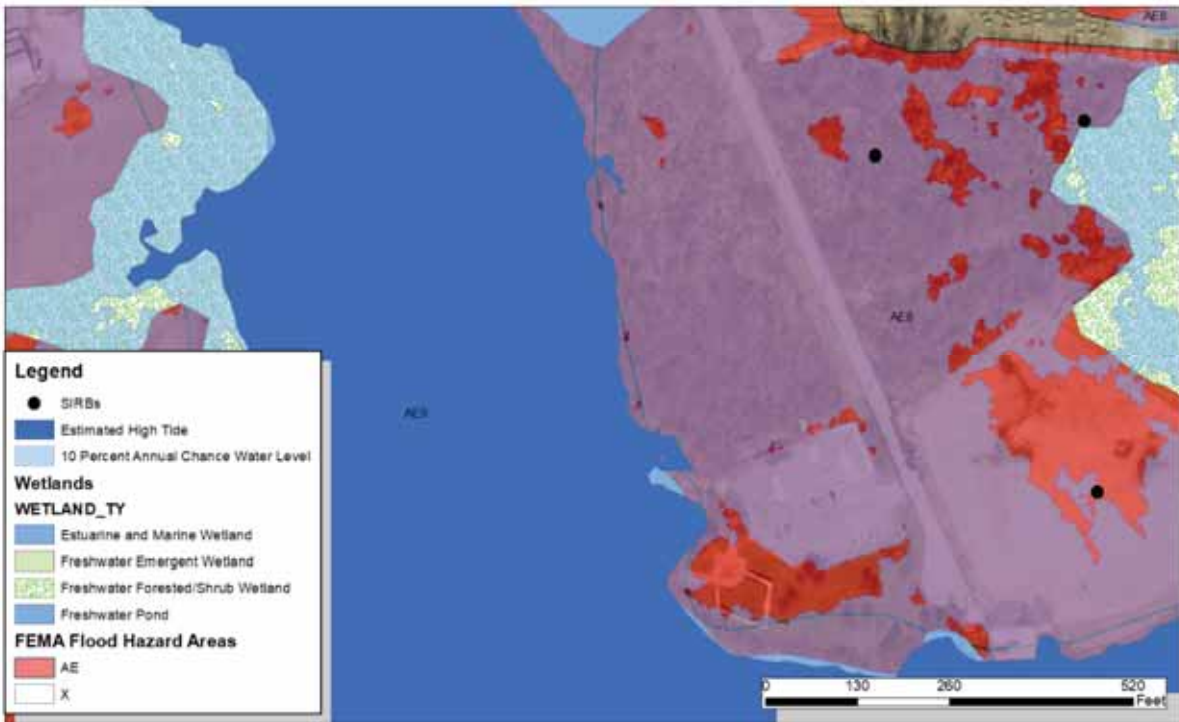 AE8
AE8
AE9
Legend
SIRBs
Estimated High Tide
10 Percent Annual Chance Water Level
Wetlands
WETLAND_TY
Estuarine and Marine Wetland
Freshwater Emergent Wetland
Freshwater Forested/Shrub Wetland
Freshwater Pond
FEMA Flood Hazard Areas
AE
X
0 130 260 520
Feet